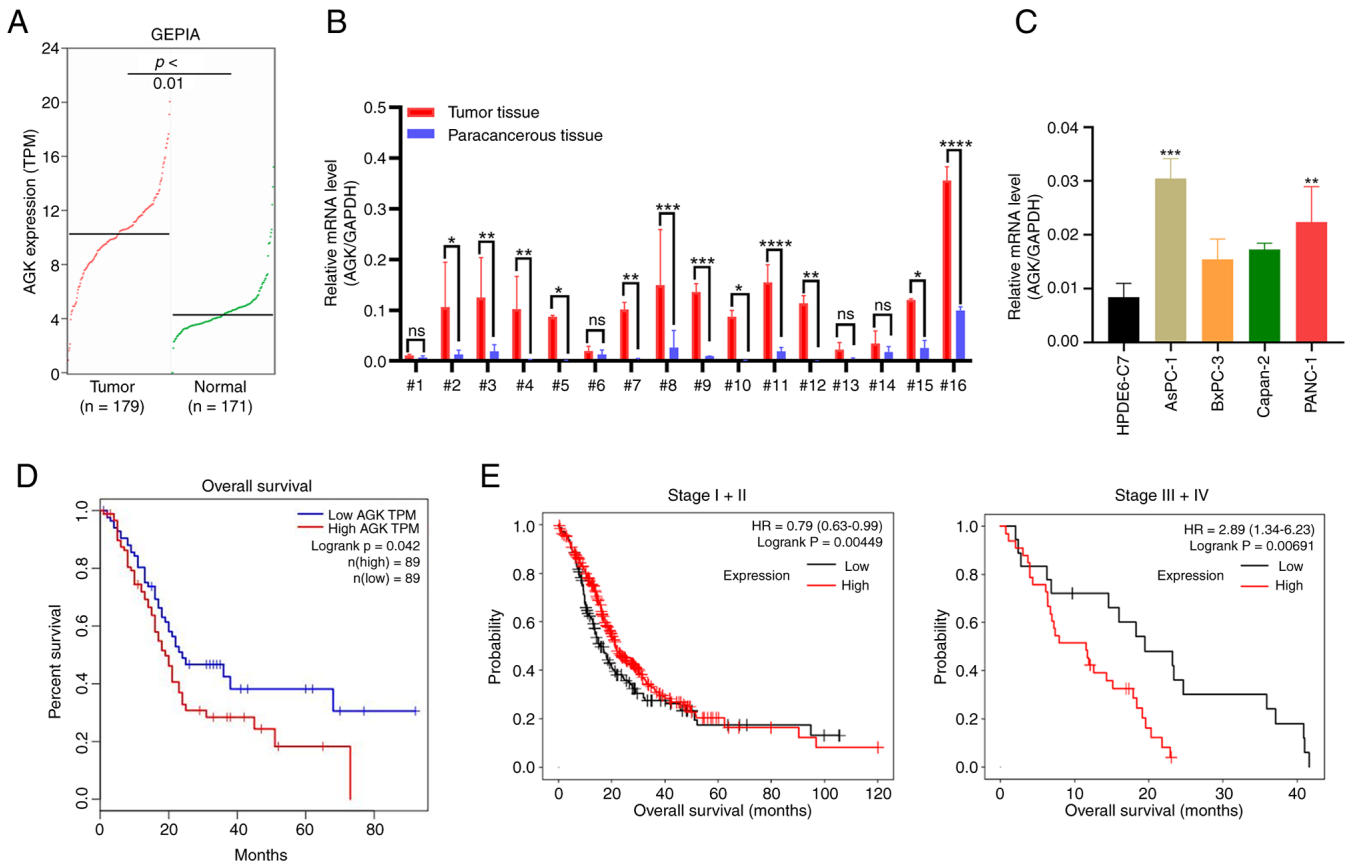 A
GEPIA
p <
0.01
AGK expression (TPM)
24
20
16
12
8
4
0
Tumor
(n = 179)
Normal
(n = 171)
B
Tumor tissue
Paracancerous tissue
Relative mRNA level
(AGK/GAPDH)
0.5
0.4
0.3
0.2
0.1
0.0
ns
*
**
**
*
ns
**
***
***
*
****
**
ns
ns
*
****
#1 #2 #3 #4 #5 #6 #7 #8 #9 #10 #11 #12 #13 #14 #15 #16
C
Relative mRNA level
(AGK/GAPDH)
0.04
0.03
0.02
0.01
0.00
***
**
HPDE6-C7
AsPC-1
BxPC-3
Capan-2
PANC-1
D
Overall survival
Low AGK TPM
High AGK TPM
Logrank p = 0.042
n(high) = 89
n(low) = 89
Percent survival
1.0
0.8
0.6
0.4
0.2
0.0
0 20 40 60 80
Months
E
Stage I + II
HR = 0.79 (0.63-0.99)
Logrank P = 0.00449
Expression
Low
High
Probability
1.0
0.8
0.6
0.4
0.2
0.0
0 20 40 60 80 100 120
Overall survival (months)
Stage III + IV
HR = 2.89 (1.34-6.23)
Logrank P = 0.00691
Expression
Low
High
Probability
1.0
0.8
0.6
0.4
0.2
0.0
0 10 20 30 40
Overall survival (months)